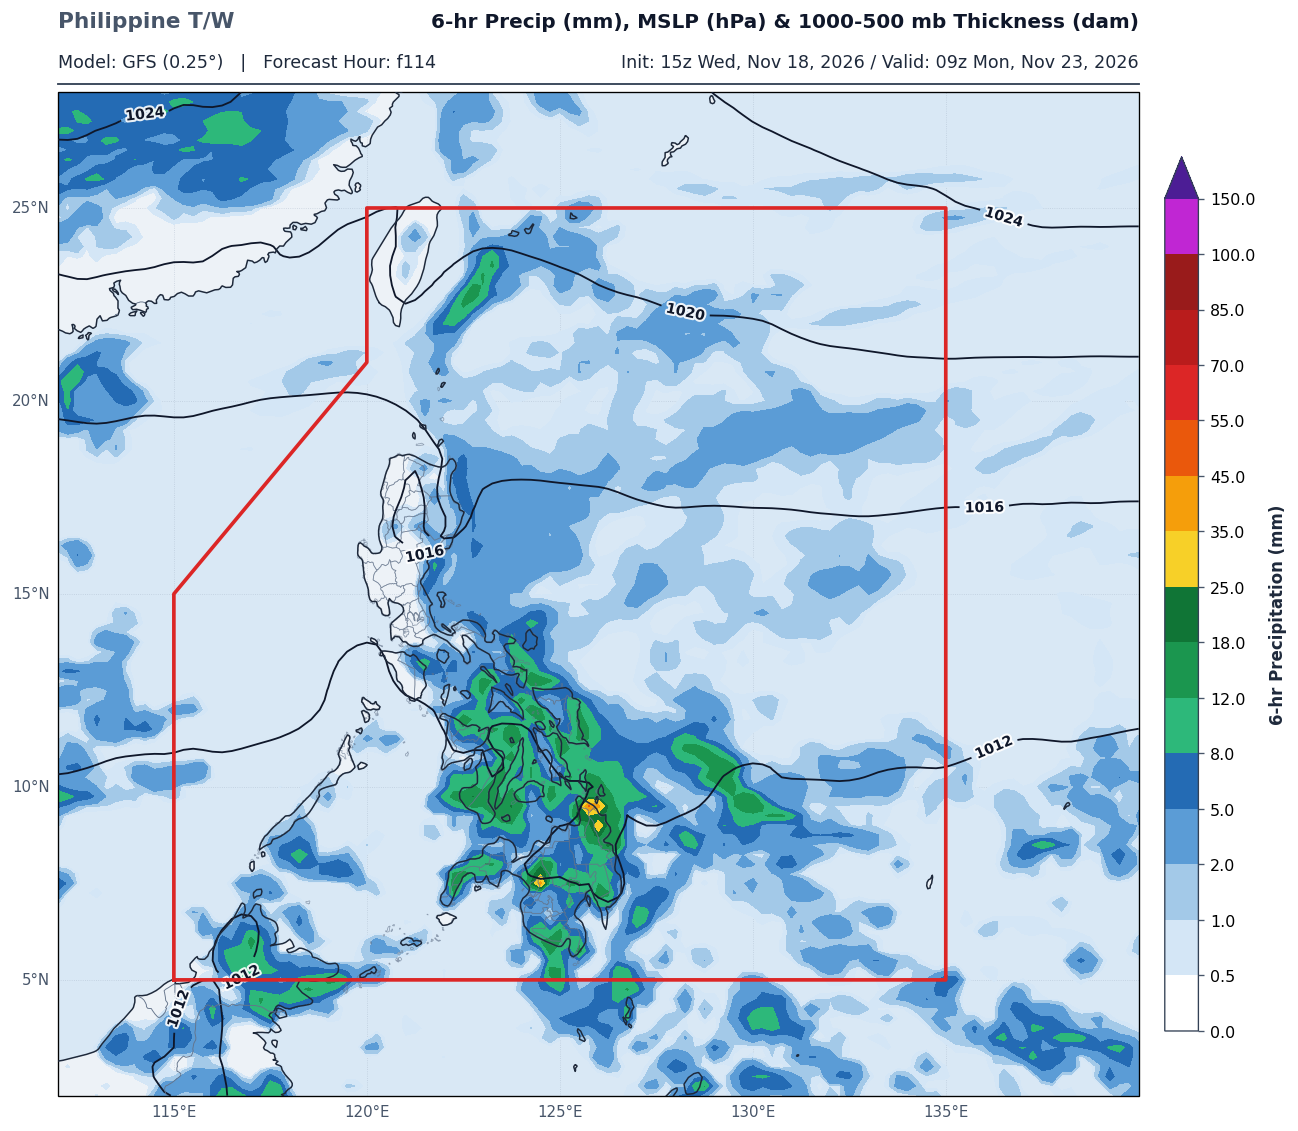 Philippine T/W
6-hr Precip (mm), MSLP (hPa) & 1000-500 mb Thickness (dam)
Model: GFS (0.25°) | Forecast Hour: f114
Init: 15z Wed, Nov 18, 2026 / Valid: 09z Mon, Nov 23, 2026
1024
1024
1020
1016
1016
1012
1012
1012
25°N
20°N
15°N
10°N
5°N
115°E
120°E
125°E
130°E
135°E
150.0
100.0
85.0
70.0
55.0
45.0
35.0
25.0
18.0
12.0
8.0
5.0
2.0
1.0
0.5
0.0
6-hr Precipitation (mm)